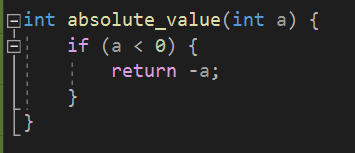 int absolute_value(int a) {
    if (a < 0) {
        return -a;
    }
}